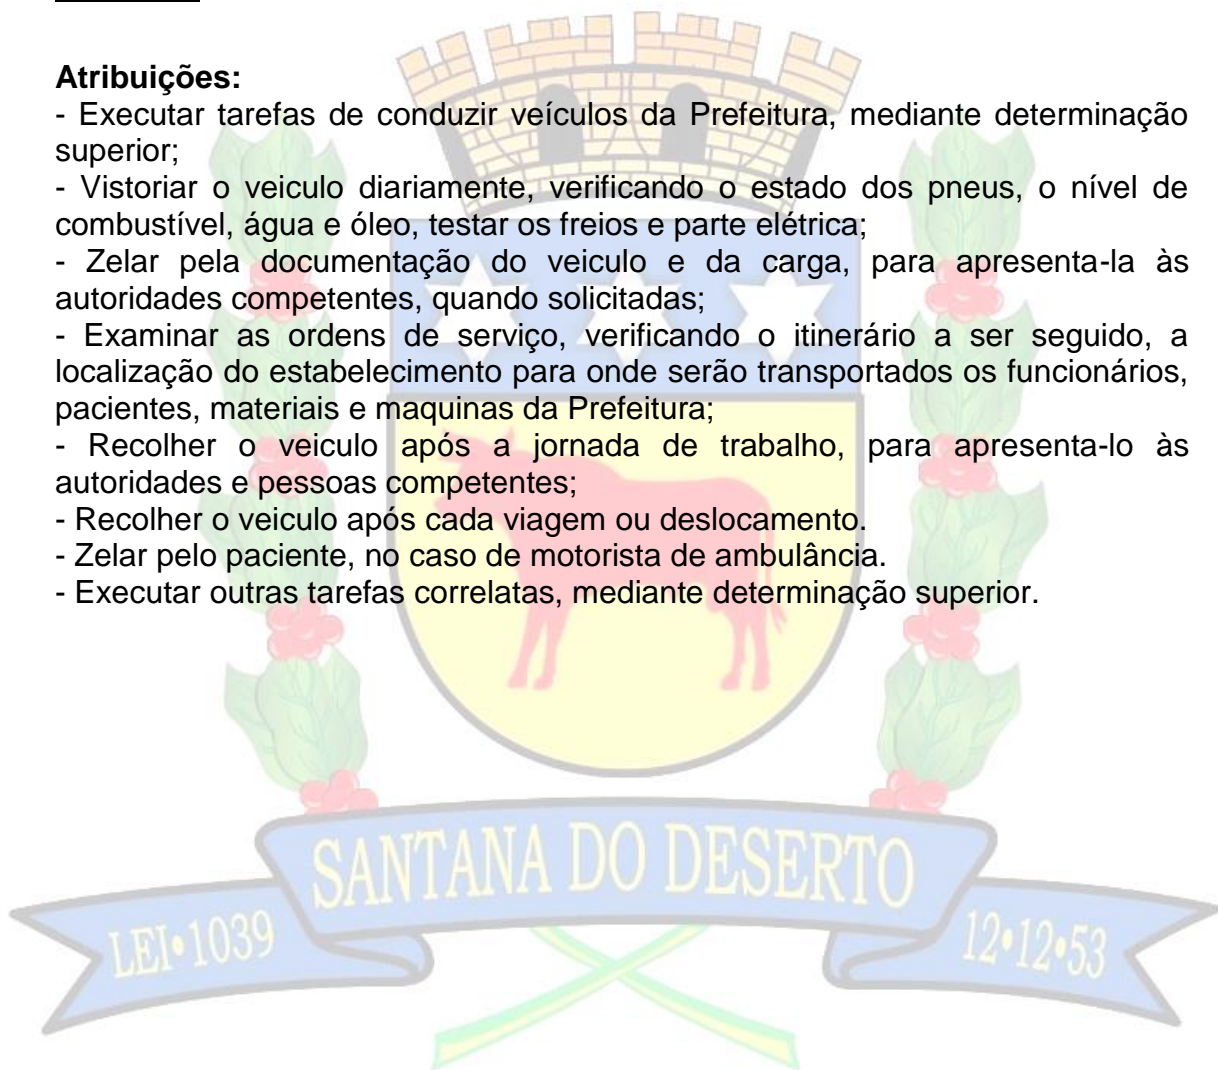 Atribuições:
- Executar tarefas de conduzir veículos da Prefeitura, mediante determinação
superior;
- Vistoriar o veiculo diariamente, verificando o estado dos pneus, o nível de
combustível, água e óleo, testar os freios e parte elétrica;
- Zelar pela documentação do veiculo e da carga, para apresenta-la às
autoridades competentes, quando solicitadas;
- Examinar as ordens de serviço, verificando o itinerário a ser seguido, a
localização do estabelecimento para onde serão transportados os funcionários,
pacientes, materiais e maquinas da Prefeitura;
- Recolher o veiculo após a jornada de trabalho, para apresenta-lo às
autoridades e pessoas competentes;
- Recolher o veiculo após cada viagem ou deslocamento.
- Zelar pelo paciente, no caso de motorista de ambulância.
- Executar outras tarefas correlatas, mediante determinação superior.
SANTANA DO DESERTO
LEI•1039
12•12•53